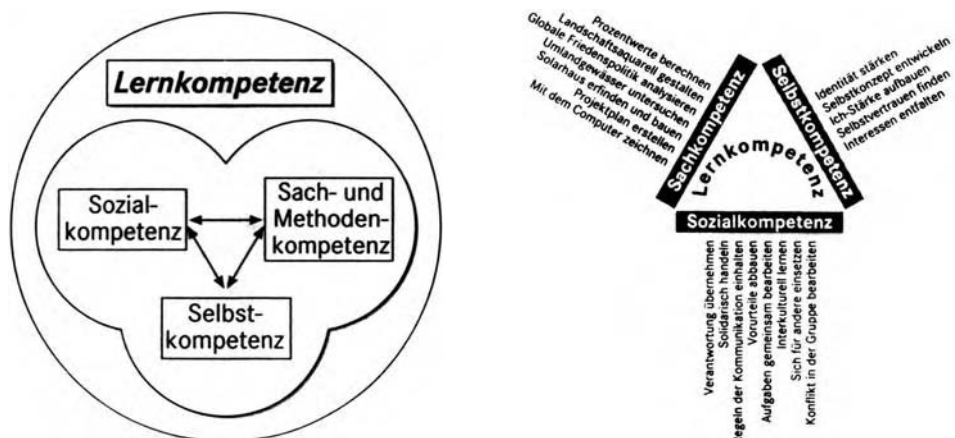 Lernkompetenz
Sozial-
kompetenz
Sach- und
Methoden-
kompetenz
Selbst-
kompetenz
Prozentwerte berechnen
Landschaftsaquarell gestalten
Globale Friedenspolitik analysieren
Umlandgewässer untersuchen
Solarhaus erfinden und bauen
Projektplan erstellen
Mit dem Computer zeichnen
Sachkompetenz
Selbstkompetenz
Identität stärken
Selbstkonzept entwickeln
Ich-Stärke aufbauen
Selbstvertrauen finden
Interessen entfalten
Lernkompetenz
Sozialkompetenz
Verantwortung übernehmen
Solidarisch handeln
egeln der Kommunikation einhalten
Vorurteile abbauen
Aufgaben gemeinsam bearbeiten
Interkulturell lernen
Sich für andere einsetzen
Konflikt in der Gruppe bearbeiten